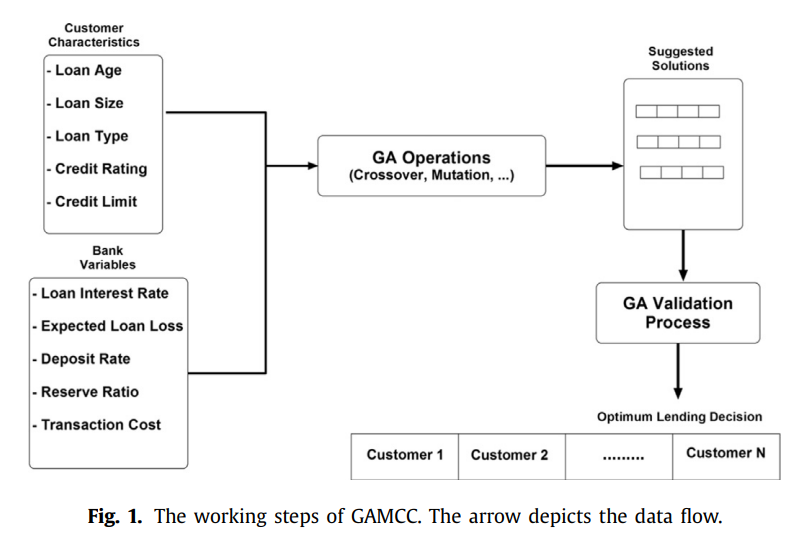 Customer
Characteristics
- Loan Age
- Loan Size
- Loan Type
- Credit Rating
- Credit Limit
Bank
Variables
- Loan Interest Rate
- Expected Loan Loss
- Deposit Rate
- Reserve Ratio
- Transaction Cost
GA Operations
(Crossover, Mutation, ...)
Suggested
Solutions
GA Validation
Process
Optimum Lending Decision
Customer 1
Customer 2
.........
Customer N
Fig. 1. The working steps of GAMCC. The arrow depicts the data flow.